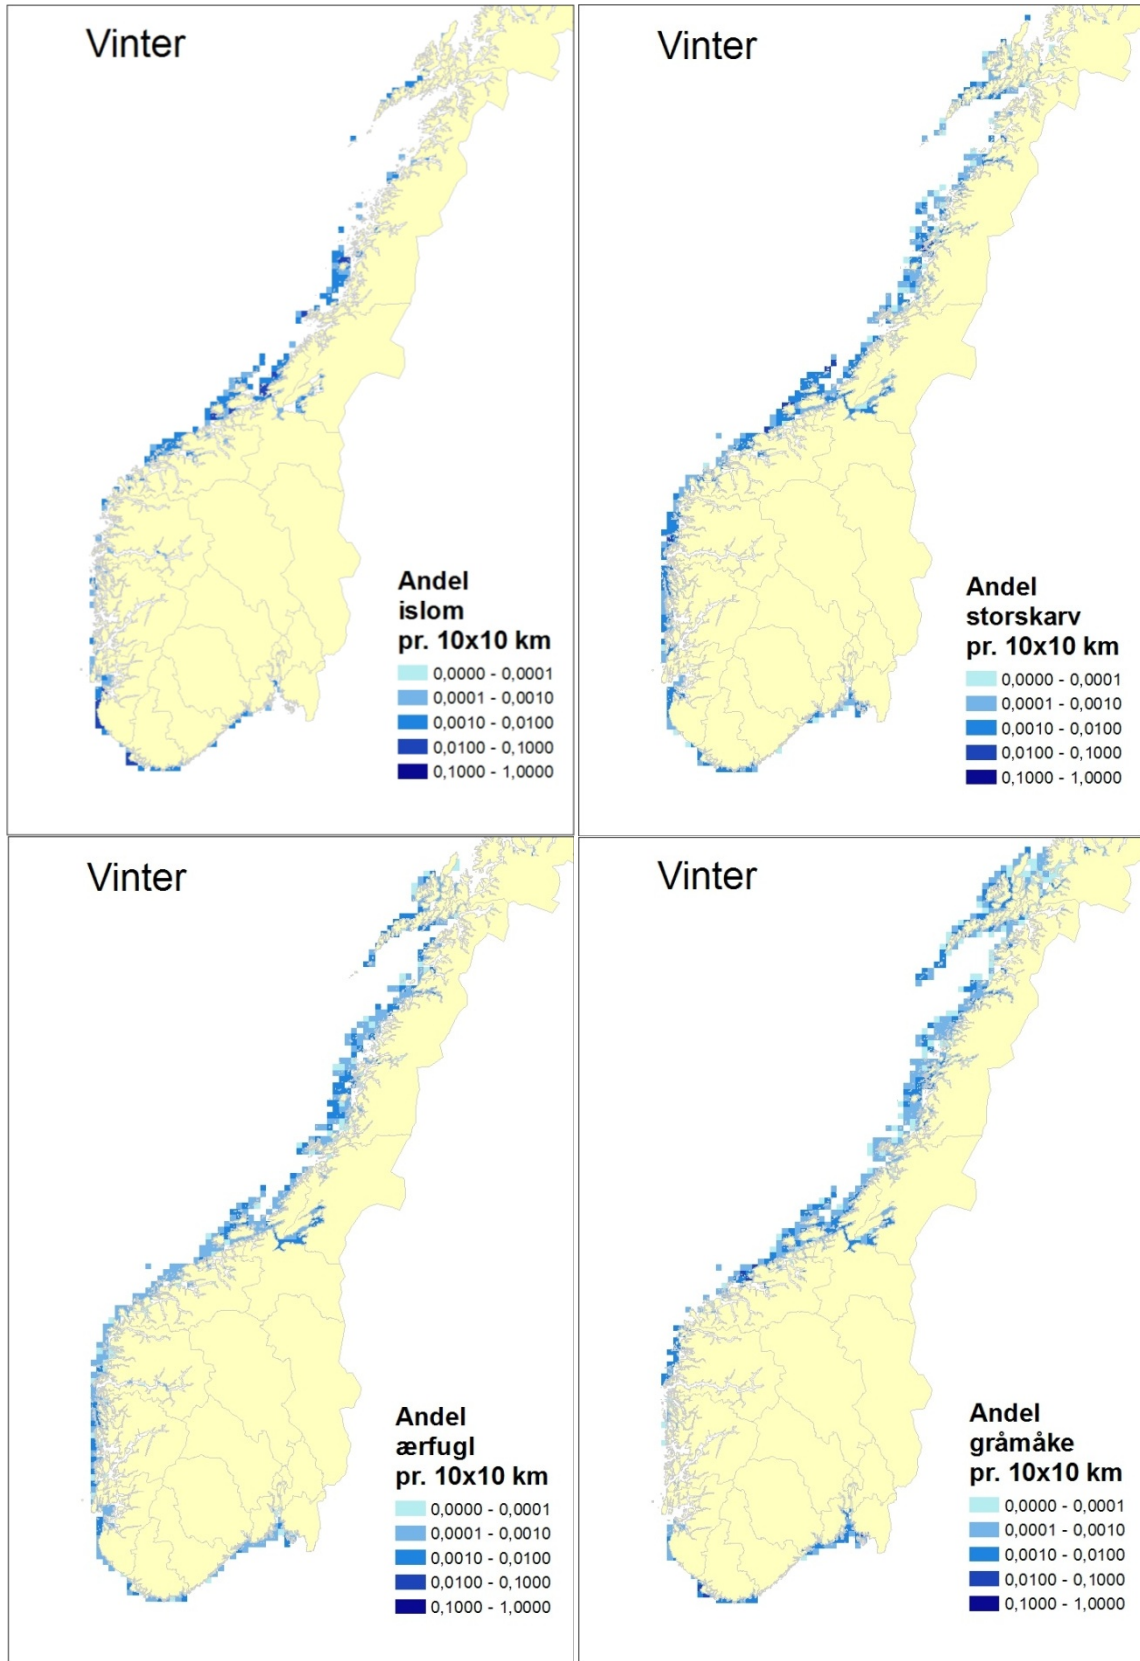 Vinter
Andel
islom
pr. 10x10 km
0,0000 - 0,0001
0,0001 - 0,0010
0,0010 - 0,0100
0,0100 - 0,1000
0,1000 - 1,0000
Vinter
Andel
storskarv
pr. 10x10 km
0,0000 - 0,0001
0,0001 - 0,0010
0,0010 - 0,0100
0,0100 - 0,1000
0,1000 - 1,0000
Vinter
Andel
ærfugl
pr. 10x10 km
0,0000 - 0,0001
0,0001 - 0,0010
0,0010 - 0,0100
0,0100 - 0,1000
0,1000 - 1,0000
Vinter
Andel
gråmåke
pr. 10x10 km
0,0000 - 0,0001
0,0001 - 0,0010
0,0010 - 0,0100
0,0100 - 0,1000
0,1000 - 1,0000